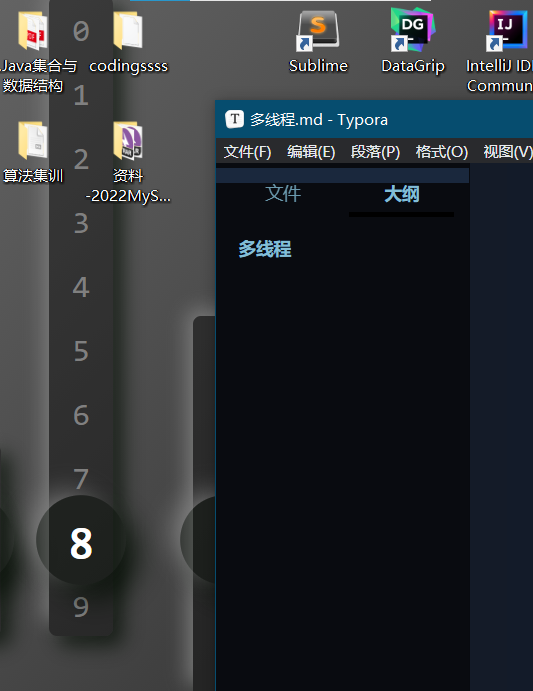 0
Java集合与
数据结构
codingssss
Sublime
DataGrip
IntelliJ ID
Commun
1
2
算法集训
资料
-2022MyS...
3
4
5
6
7
8
9
多线程.md - Typora
文件(F) 编辑(E) 段落(P) 格式(O) 视图(V)
文件 大纲
多线程